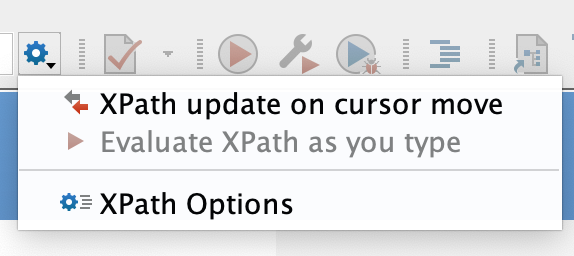 XPath update on cursor move
Evaluate XPath as you type
XPath Options